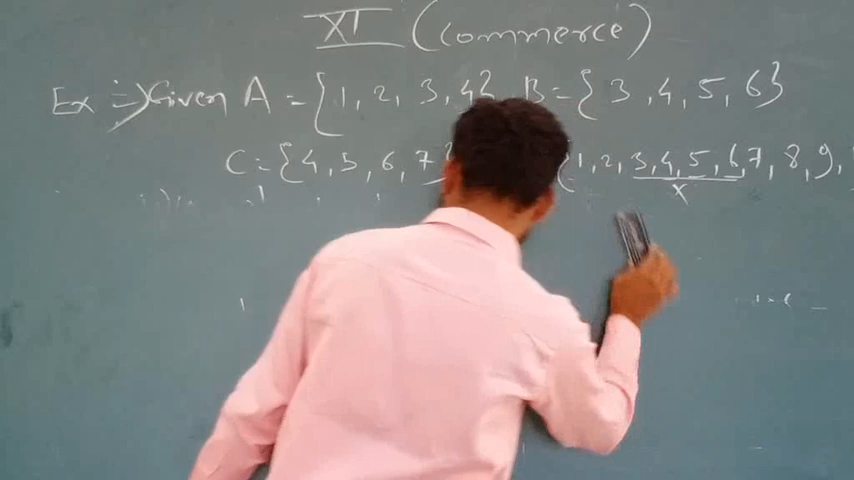 XI (Commerce)
Ex ⇒ Given A = {1, 2, 3, 4} B = {3, 4, 5, 6}
C = {4, 5, 6, 7} {1, 2, 3, 4, 5, 6, 7, 8, 9,
x